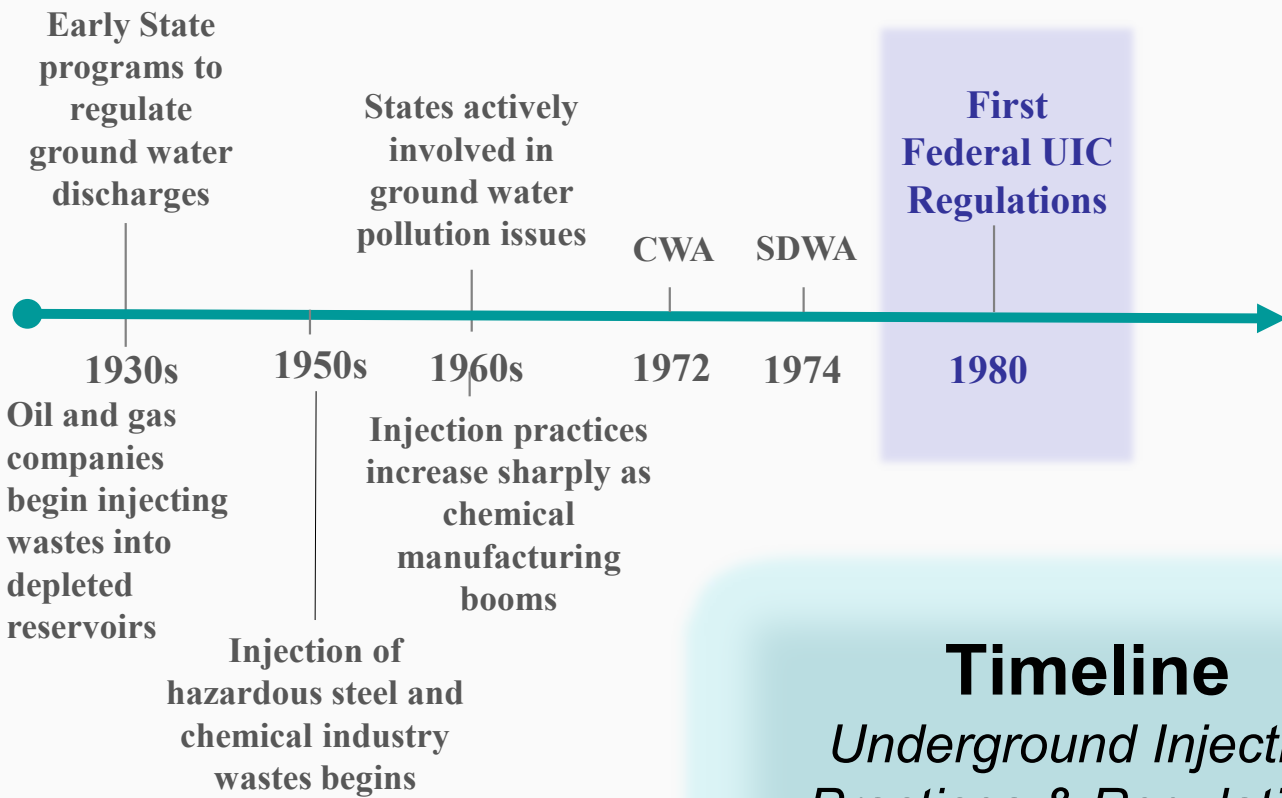 Early State
programs to
regulate
ground water
discharges
States actively
involved in
ground water
pollution issues
CWA
SDWA
First
Federal UIC
Regulations
1930s
1950s
1960s
1972
1974
1980
Oil and gas
companies
begin injecting
wastes into
depleted
reservoirs
Injection of
hazardous steel and
chemical industry
wastes begins
Injection practices
increase sharply as
chemical
manufacturing
booms
Timeline
Underground
&